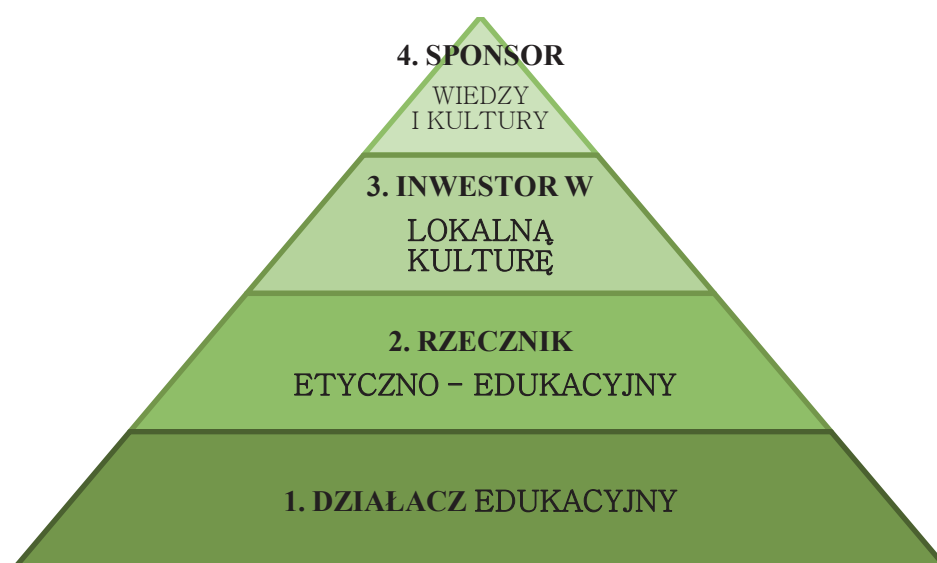 4. SPONSOR
WIEDZY
I KULTURY
3. INWESTOR W
LOKALNĄ
KULTURĘ
2. RZECZNIK
ETYCZNO – EDUKACYJNY
1. DZIAŁACZ EDUKACYJNY